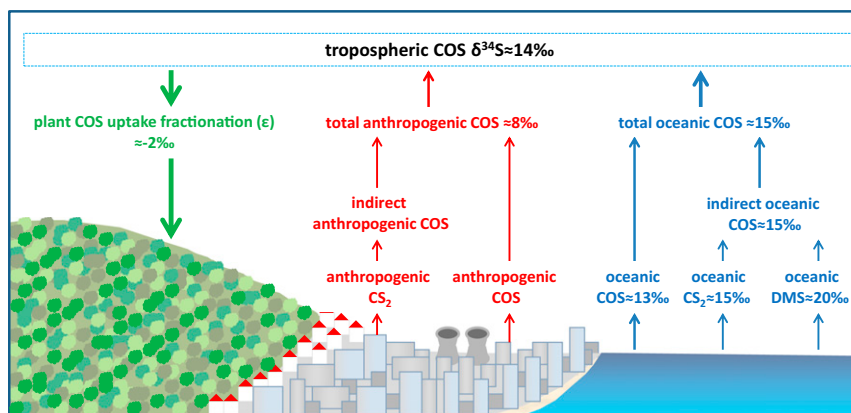 tropospheric COS δ³⁴S≈14‰
plant COS uptake fractionation (ε)
≈-2‰
total anthropogenic COS ≈8‰
total oceanic COS ≈15‰
indirect
anthropogenic COS
indirect oceanic
COS≈15‰
anthropogenic
CS₂
anthropogenic
COS
oceanic
COS≈13‰
oceanic
CS₂≈15‰
oceanic
DMS≈20‰